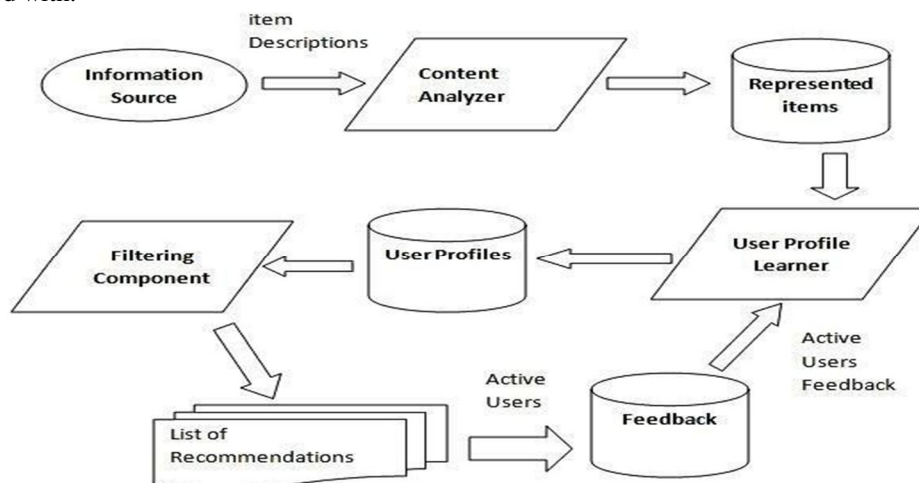 item
Descriptions
Information
Source
Content
Analyzer
Represented
items
Filtering
Component
User Profiles
User Profile
Learner
Active
Users
Feedback
List of
Recommendations
Active
Users
Feedback